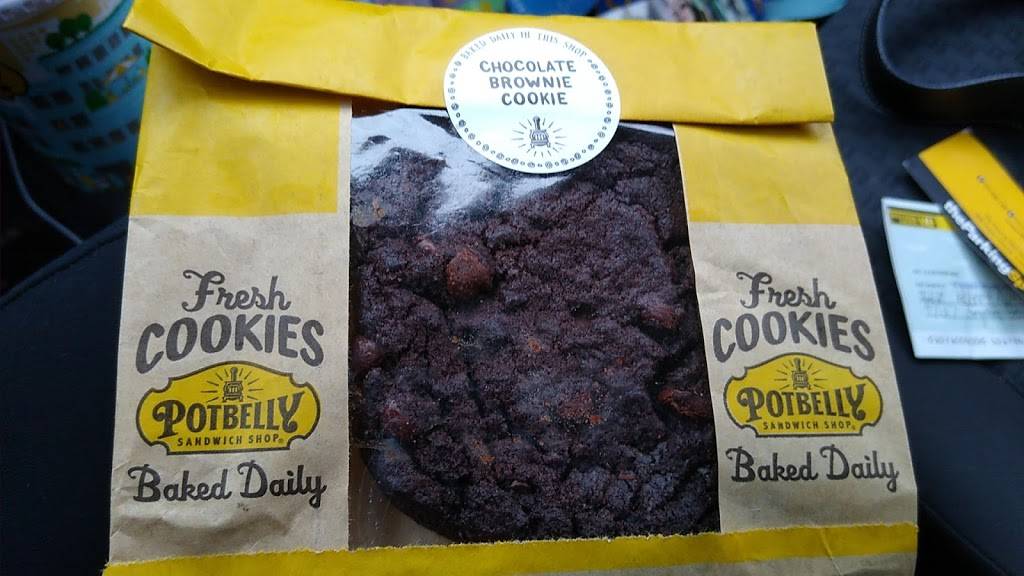 BAKED DAILY IN THIS SHOP
CHOCOLATE
BROWNIE
COOKIE
Fresh
COOKIES
POTBELLY
SANDWICH SHOP®
Baked Daily
Fresh
COOKIES
POTBELLY
SANDWICH SHOP®
Baked Daily
theParking